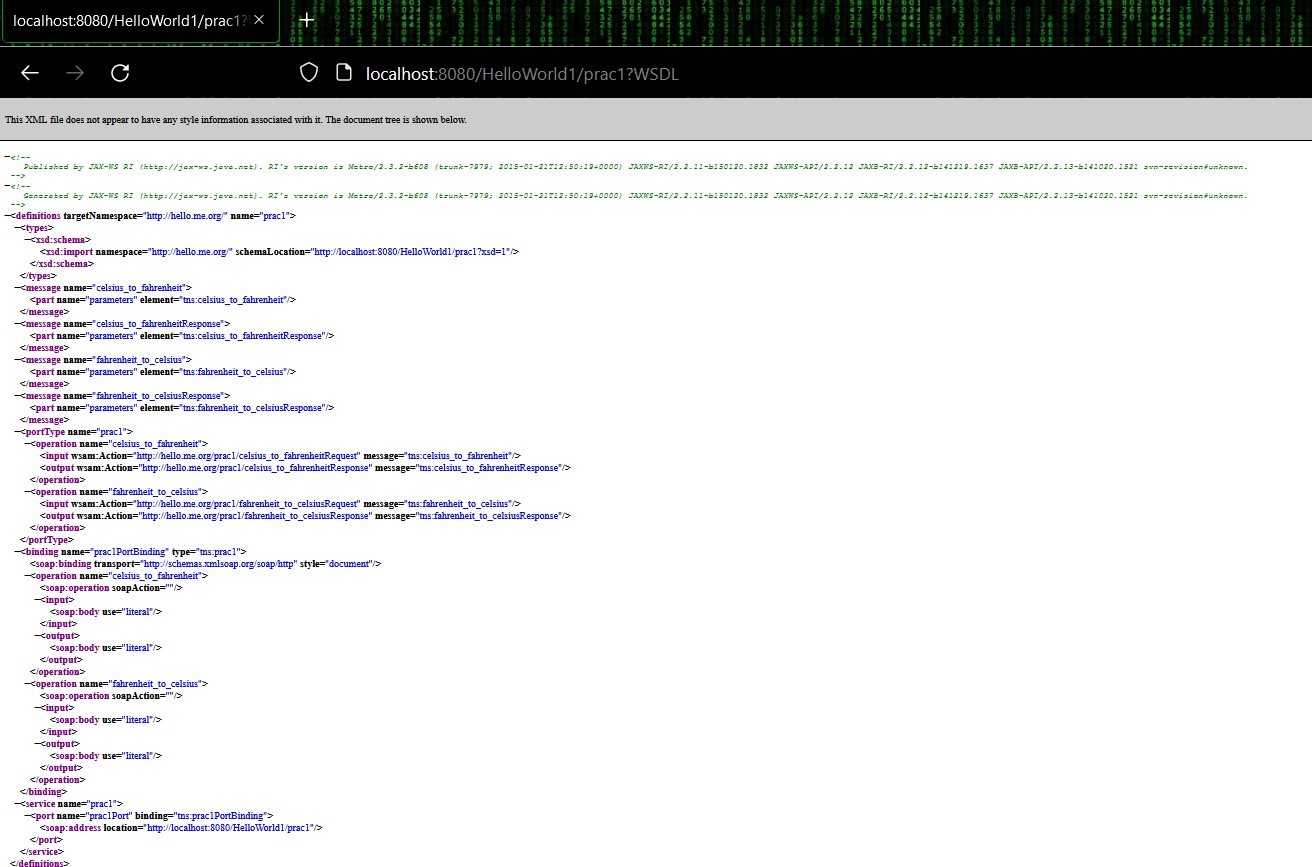 localhost:8080/HelloWorld1/prac1?
localhost:8080/HelloWorld1/prac1?WSDL
This XML file does not appear to have any style information associated with it. The document tree is shown below.
−<!--
Published by JAX-WS RI (http://jax-ws.java.net). RI's version is Metro/2.3.2-b608 (trunk-7979; 2015-01-21T12:50:19+0000) JAXWS-RI/2.2.11-b150120.1832 JAXWS-API/2.2.12 JAXB-RI/2.2.12-b141219.1637 JAXB-API/2.2.13-b141020.1521 svn-revision#unknown.
-->
−<!--
Generated by JAX-WS RI (http://jax-ws.java.net). RI's version is Metro/2.3.2-b608 (trunk-7979; 2015-01-21T12:50:19+0000) JAXWS-RI/2.2.11-b150120.1832 JAXWS-API/2.2.12 JAXB-RI/2.2.12-b141219.1637 JAXB-API/2.2.13-b141020.1521 svn-revision#unknown.
-->
−<definitions targetNamespace="http://hello.me.org/" name="prac1">
−<types>
−<xsd:schema>
<xsd:import namespace="http://hello.me.org/" schemaLocation="http://localhost:8080/HelloWorld1/prac1?xsd=1"/>
</xsd:schema>
</types>
−<message name="celsius_to_fahrenheit">
<part name="parameters" element="tns:celsius_to_fahrenheit"/>
</message>
−<message name="celsius_to_fahrenheitResponse">
<part name="parameters" element="tns:celsius_to_fahrenheitResponse"/>
</message>
−<message name="fahrenheit_to_celsius">
<part name="parameters" element="tns:fahrenheit_to_celsius"/>
</message>
−<message name="fahrenheit_to_celsiusResponse">
<part name="parameters" element="tns:fahrenheit_to_celsiusResponse"/>
</message>
−<portType name="prac1">
−<operation name="celsius_to_fahrenheit">
<input wsam:Action="http://hello.me.org/prac1/celsius_to_fahrenheitRequest" message="tns:celsius_to_fahrenheit"/>
<output wsam:Action="http://hello.me.org/prac1/celsius_to_fahrenheitResponse" message="tns:celsius_to_fahrenheitResponse"/>
</operation>
−<operation name="fahrenheit_to_celsius">
<input wsam:Action="http://hello.me.org/prac1/fahrenheit_to_celsiusRequest" message="tns:fahrenheit_to_celsius"/>
<output wsam:Action="http://hello.me.org/prac1/fahrenheit_to_celsiusResponse" message="tns:fahrenheit_to_celsiusResponse"/>
</operation>
</portType>
−<binding name="prac1PortBinding" type="tns:prac1">
<soap:binding transport="http://schemas.xmlsoap.org/soap/http" style="document"/>
−<operation name="celsius_to_fahrenheit">
<soap:operation soapAction=""/>
−<input>
<soap:body use="literal"/>
</input>
−<output>
<soap:body use="literal"/>
</output>
</operation>
−<operation name="fahrenheit_to_celsius">
<soap:operation soapAction=""/>
−<input>
<soap:body use="literal"/>
</input>
−<output>
<soap:body use="literal"/>
</output>
</operation>
</binding>
−<service name="prac1">
−<port name="prac1Port" binding="tns:prac1PortBinding">
<soap:address location="http://localhost:8080/HelloWorld1/prac1"/>
</port>
</service>
</definitions>